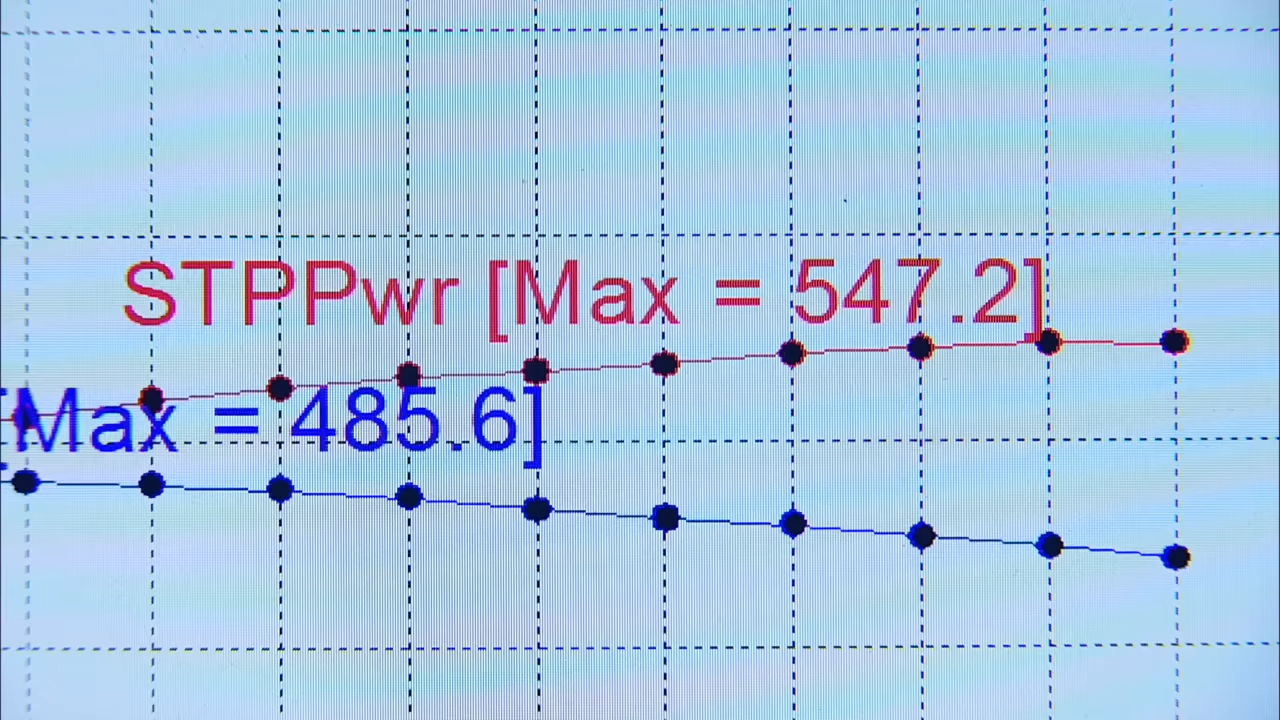 STPPwr [Max = 547.2]
[Max = 485.6]